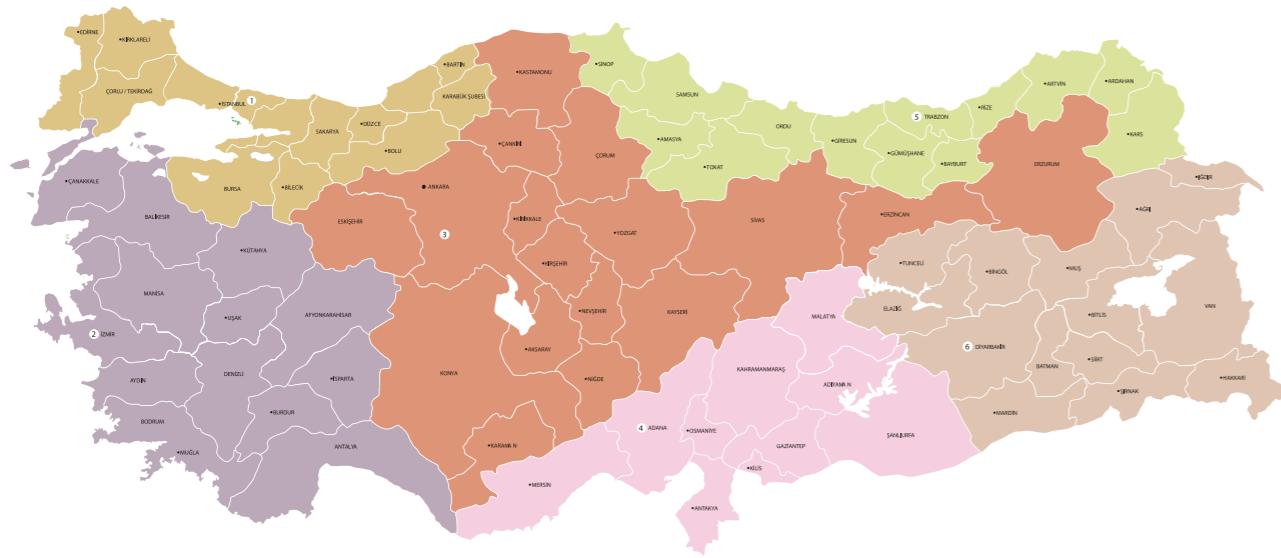 EDİRNE
KIRKLARELİ
ÇORLU / TEKİRDAĞ
İSTANBUL
1
SAKARYA
DÜZCE
BOLU
BARTIN
KARABÜK ŞUBESİ
BURSA
BİLECİK
KASTAMONU
ÇANKIRI
ÇORUM
ANKARA
ESKİŞEHİR
3
KIRIKKALE
YOZGAT
SİVAS
ERZİNCAN
ERZURUM
KIRŞEHİR
NEVŞEHİR
KAYSERİ
AKSARAY
NİĞDE
KONYA
KARAMA N
SİNOP
SAMSUN
AMASYA
ORDU
TOKAT
GİRESUN
5
TRABZON
GÜMÜŞHANE
BAYBURT
RİZE
ARTVİN
ARDAHAN
KARS
ÇANAKKALE
BALIKESİR
KÜTAHYA
MANİSA
UŞAK
AFYONKARAHİSAR
2
İZMİR
AYDIN
DENİZLİ
ISPARTA
BODRUM
BURDUR
MUĞLA
ANTALYA
MALATYA
KAHRAMANMARAŞ
ADIYAMA N
4
ADANA
OSMANİYE
GAZİANTEP
ŞANLIURFA
KİLİS
MERSİN
ANTAKYA
IĞDIR
AĞRI
TUNCELİ
BİNGÖL
MUŞ
ELAZIĞ
BİTLİS
VAN
6
DİYARBAKIR
BATMAN
SİİRT
MARDİN
ŞIRNAK
HAKKARİ